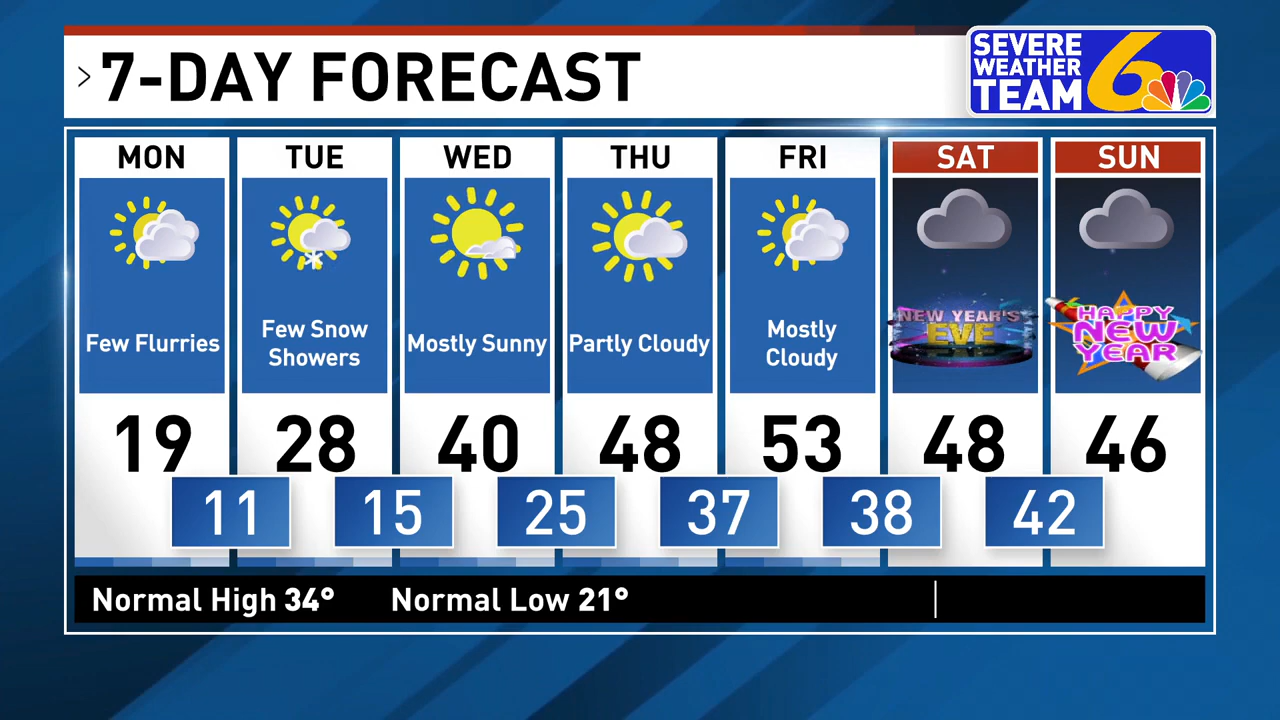 > 7-DAY FORECAST
SEVERE
WEATHER
TEAM 6
MON TUE WED THU FRI SAT SUN
Few Flurries
Few Snow
Showers
Mostly Sunny
Partly Cloudy
Mostly
Cloudy
NEW YEAR'S
EVE
HAPPY
NEW
YEAR
19 28 40 48 53 48 46
11 15 25 37 38 42
Normal High 34° Normal Low 21°